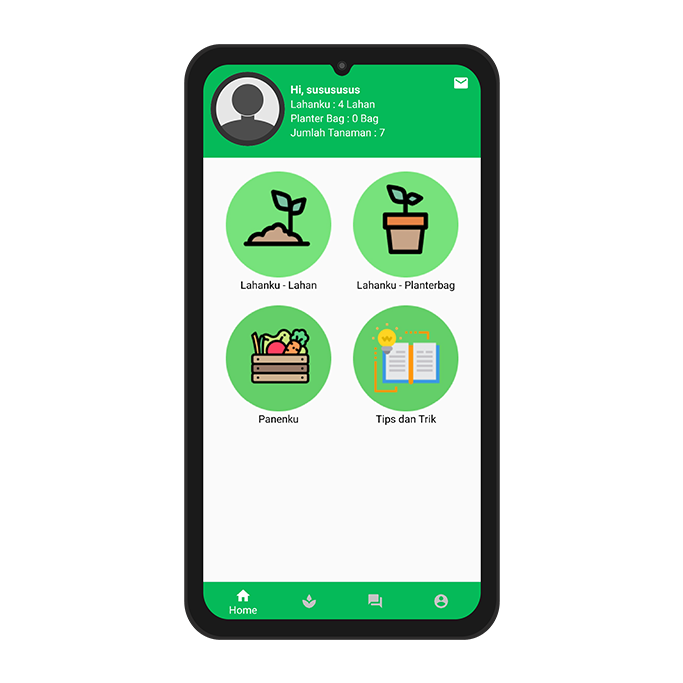 Hi, susususus
Lahanku : 4 Lahan
Planter Bag : 0 Bag
Jumlah Tanaman : 7
Lahanku - Lahan
Lahanku - Planterbag
Panenku
Tips dan Trik
Home